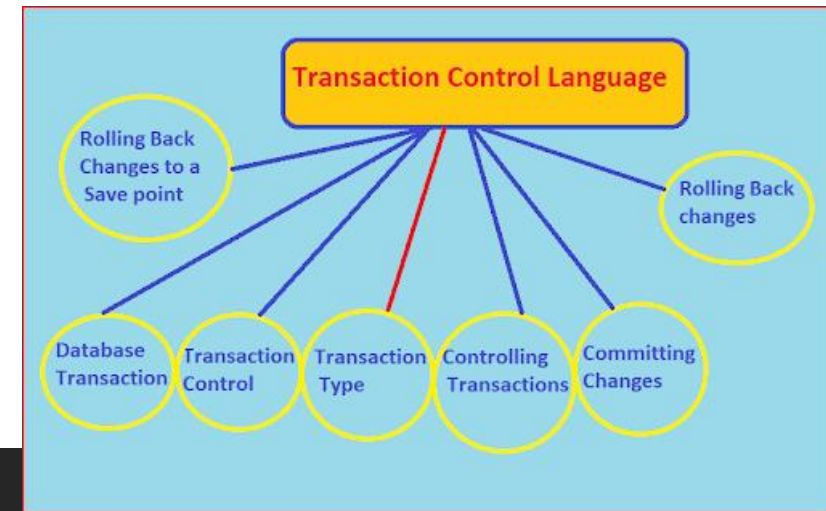 Transaction Control Language
Rolling Back
Changes to a
Save point
Rolling Back
changes
Database
Transaction
Transaction
Control
Transaction
Type
Controlling
Transactions
Committing
Changes